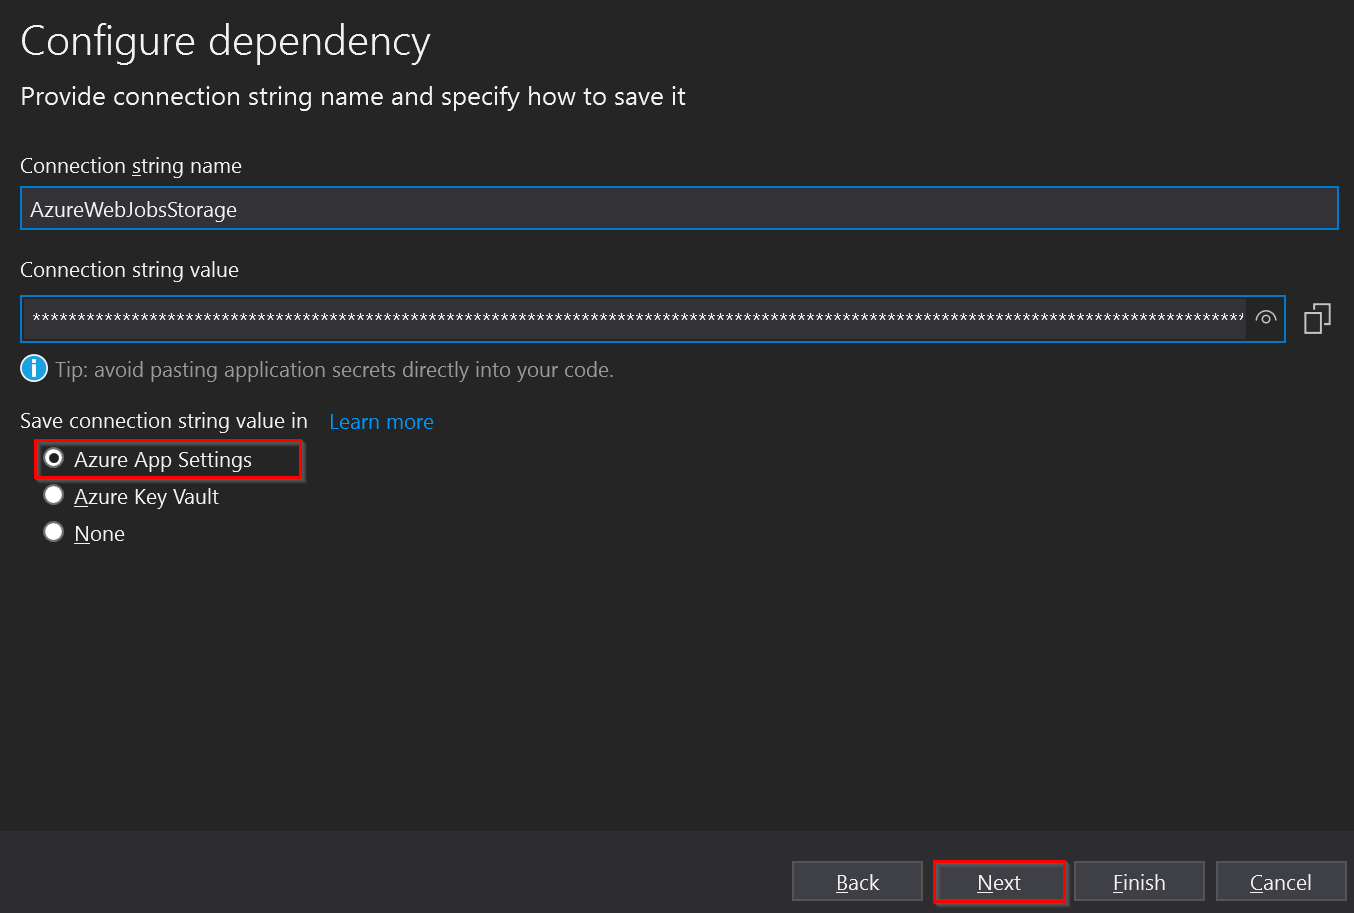 Configure dependency
Provide connection string name and specify how to save it
Connection string name
AzureWebJobsStorage
Connection string value
Tip: avoid pasting application secrets directly into your code.
Save connection string value in Learn more
Azure App Settings
Azure Key Vault
None
Back Next Finish Cancel